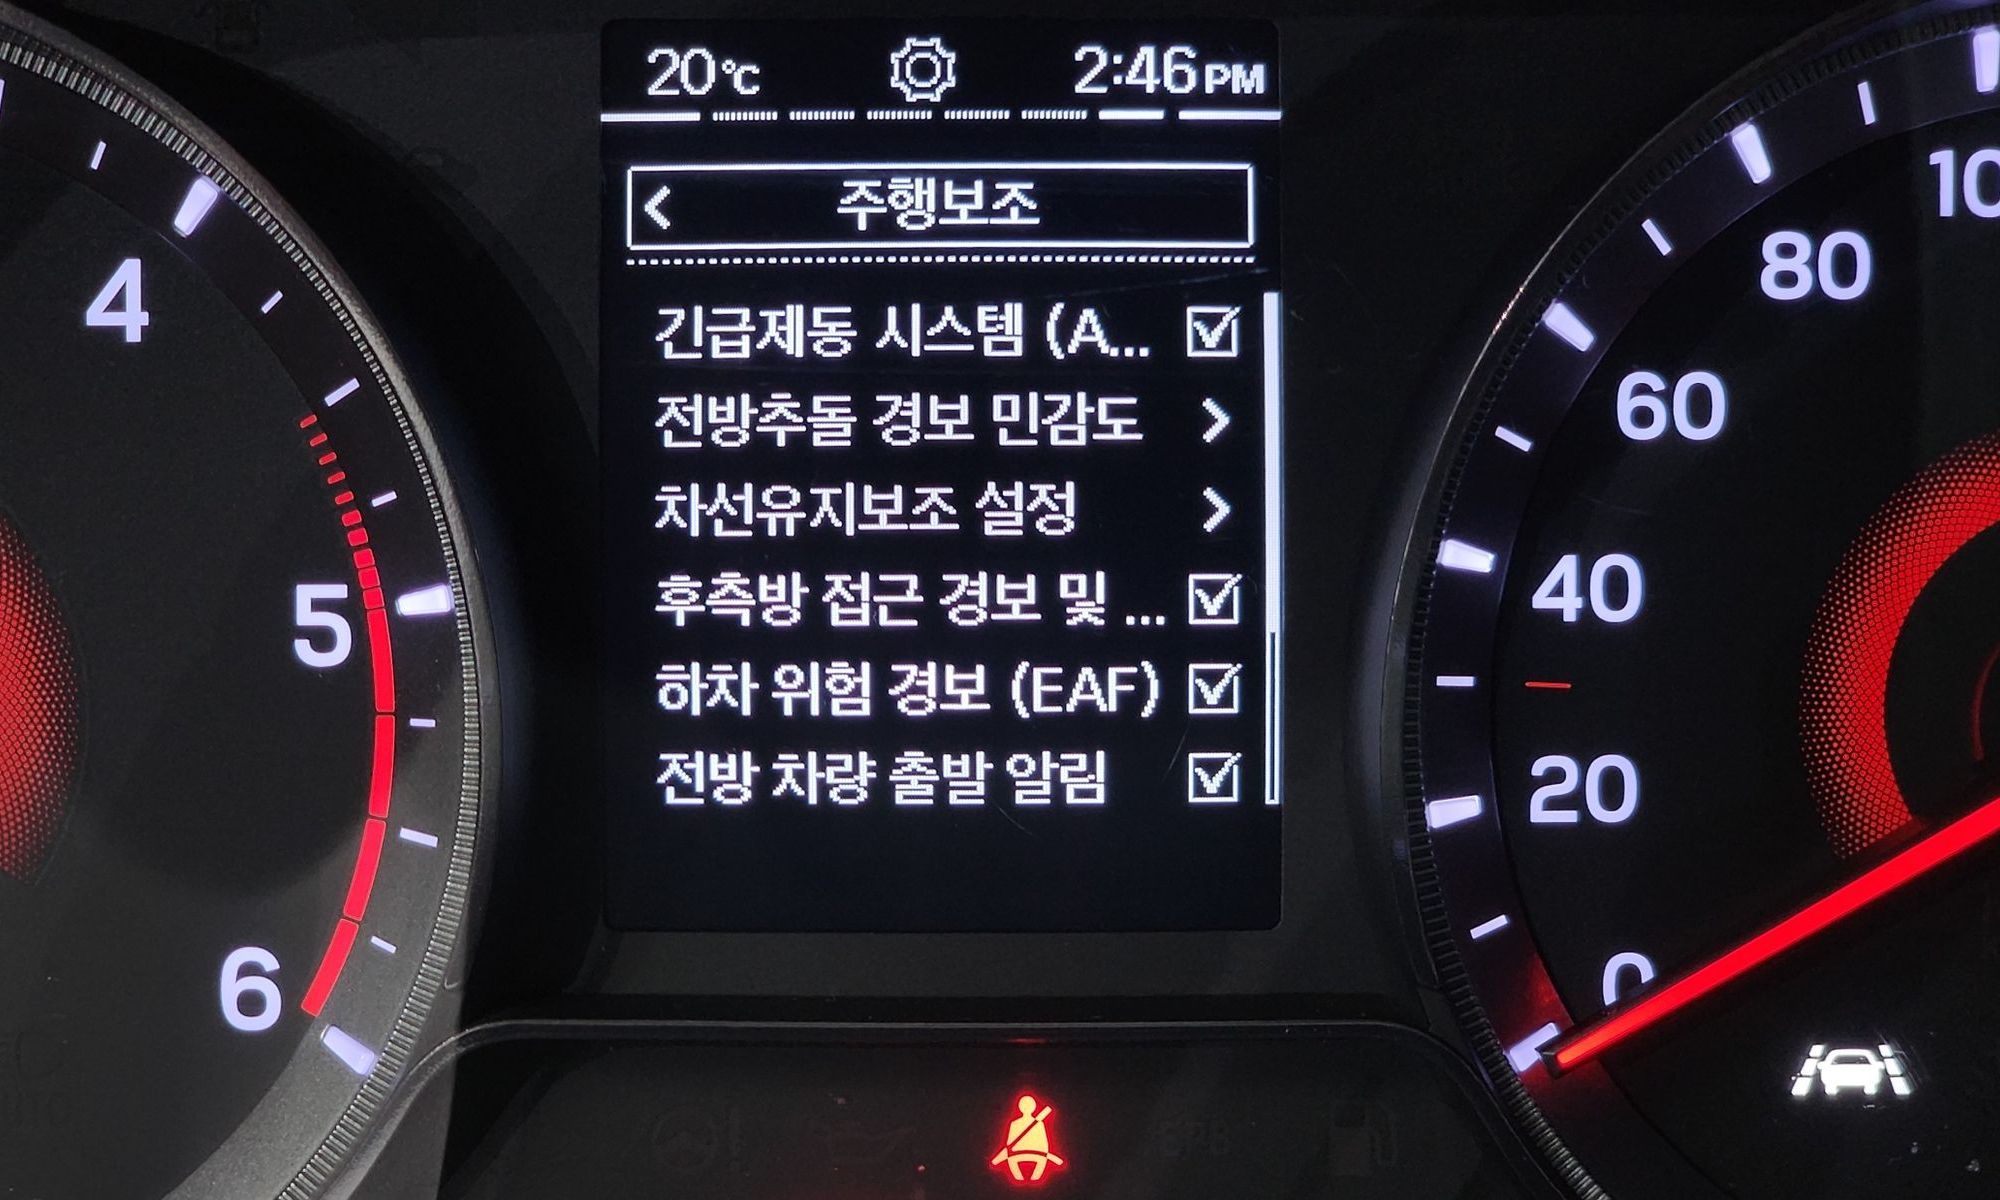 20℃ 2:46 PM
주행보조
긴급제동 시스템 (A...
전방추돌 경보 민감도
차선유지보조 설정
후측방 접근 경보 및 ...
하차 위험 경보 (EAF)
전방 차량 출발 알림
4
5
6
10
80
60
40
20
0